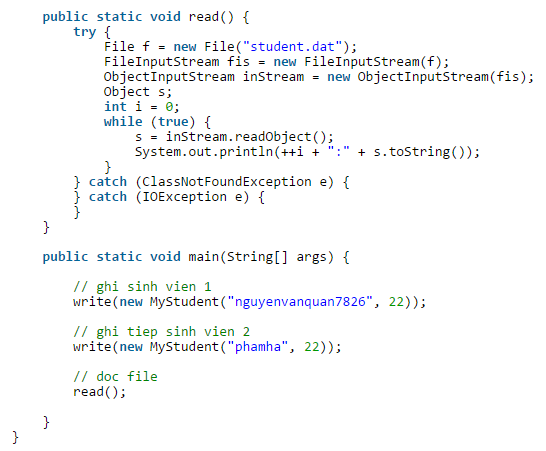 public static void read() {
try {
File f = new File("student.dat");
FileInputStream fis = new FileInputStream(f);
ObjectInputStream inStream = new ObjectInputStream(fis);
Object s;
int i = 0;
while (true) {
s = inStream.readObject();
System.out.println(++i + ":" + s.toString());
}
} catch (ClassNotFoundException e) {
} catch (IOException e) {
}
}
public static void main(String[] args) {
// ghi sinh vien 1
write(new MyStudent("nguyenvanquan7826", 22));
// ghi tiep sinh vien 2
write(new MyStudent("phamha", 22));
// doc file
read();
}
}